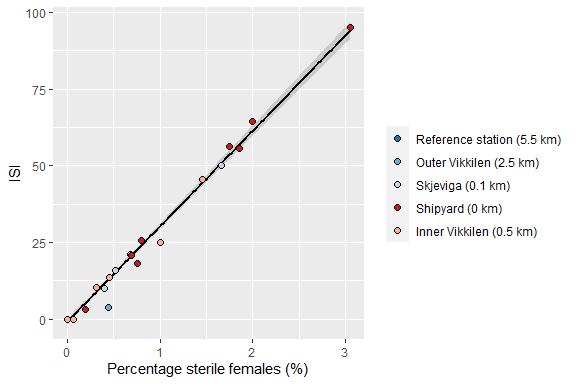 100
75
50
25
0
ISI
0
1
2
3
Percentage sterile females (%)
Reference station (5.5 km)
Outer Vikkilen (2.5 km)
Skjeviga (0.1 km)
Shipyard (0 km)
Inner Vikkilen (0.5 km)